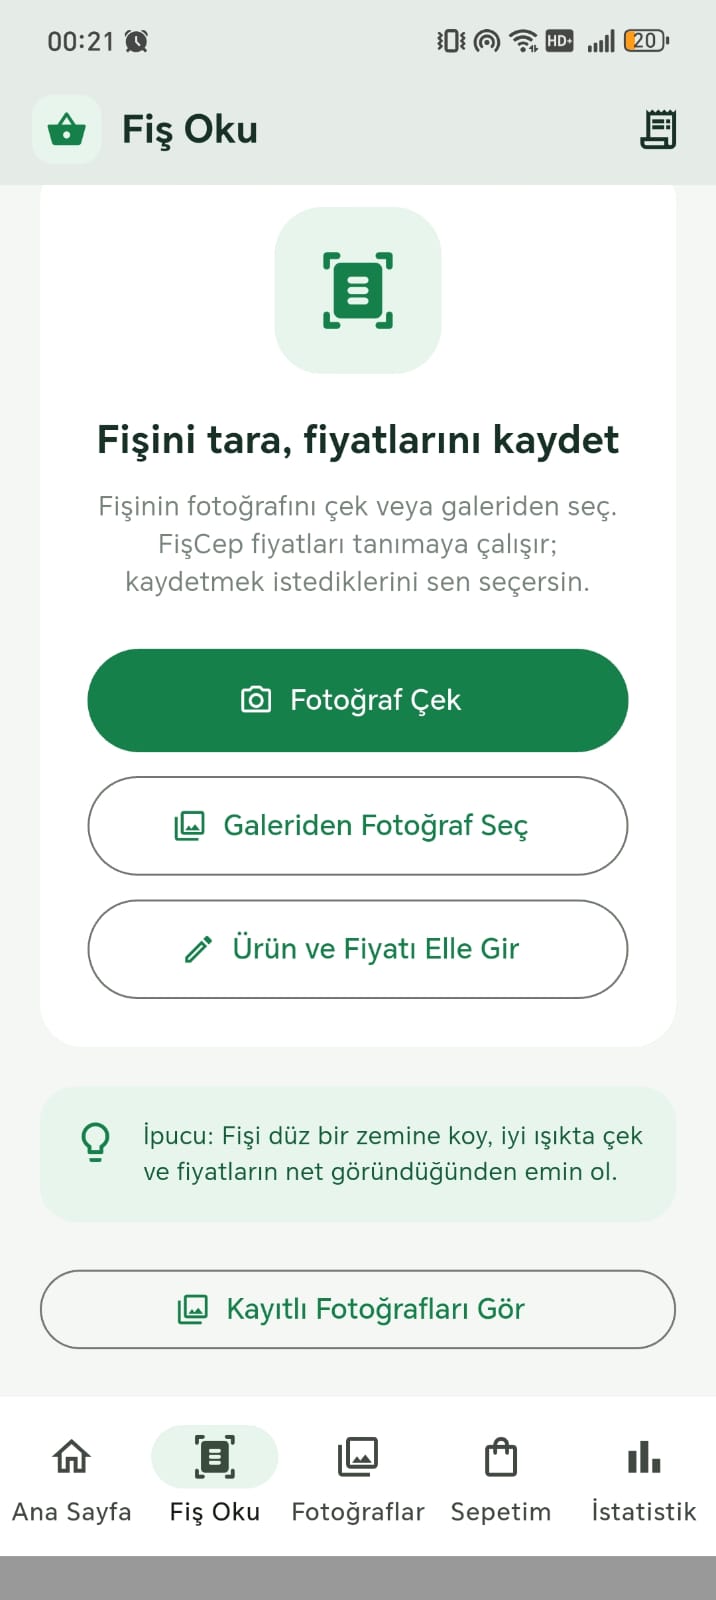 00:21
HD+
20
Fiş Oku
Fişini tara, fiyatlarını kaydet
Fişinin fotoğrafını çek veya galeriden seç.
FişCep fiyatları tanımaya çalışır;
kaydetmek istediklerini sen seçersin.
Fotoğraf Çek
Galeriden Fotoğraf Seç
Ürün ve Fiyatı Elle Gir
İpucu: Fişi düz bir zemine koy, iyi ışıkta çek
ve fiyatların net göründüğünden emin ol.
Kayıtlı Fotoğrafları Gör
Ana Sayfa
Fiş Oku
Fotoğraflar
Sepetim
İstatistik